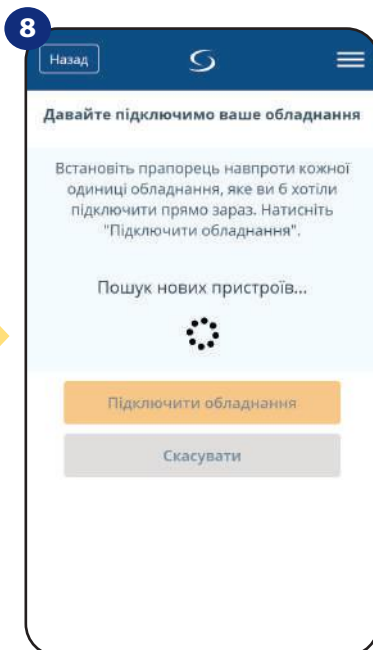 8
Назад
Давайте підключимо ваше обладнання
Встановіть прапорець навпроти кожної
одиниці обладнання, яке ви б хотіли
підключити прямо зараз. Натисніть
"Підключити обладнання".
Пошук нових пристроїв...
Підключити обладнання
Скасувати